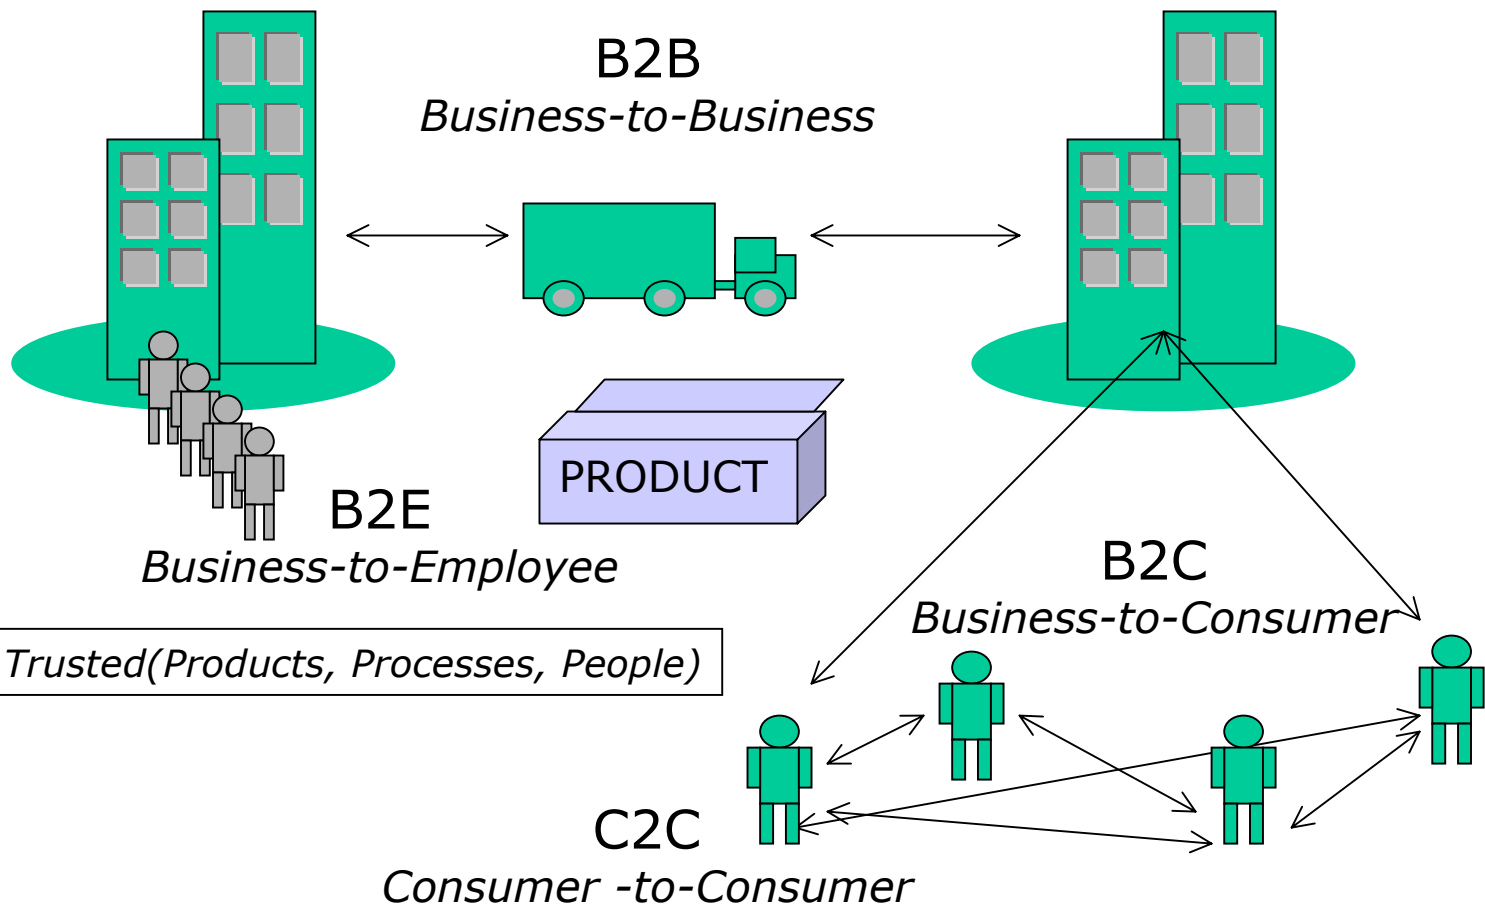 B2B
Business-to-Business
PRODUCT
B2E
Business-to-Employee
B2C
Business-to-Consumer
Trusted(Products, Processes, People)
C2C
Consumer -to-Consumer